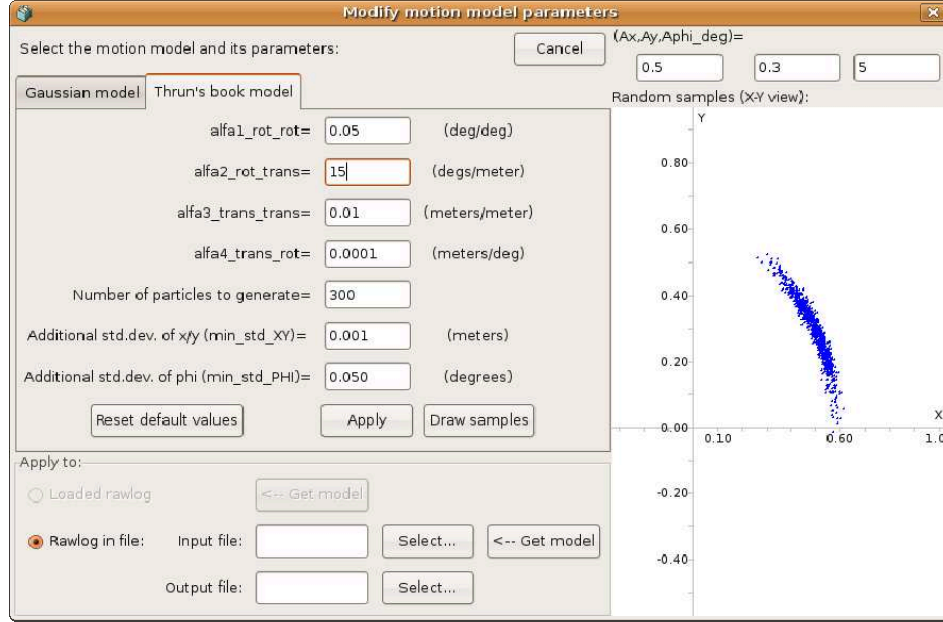 Modify motion model parameters
Select the motion model and its parameters:
Cancel
(Ax,Ay,Aphi_deg)=
0.5
0.3
5
Gaussian model
Thrun's book model
Random samples (X-Y view):
alfa1_rot_rot= 0.05 (deg/deg)
alfa2_rot_trans= 15 (degs/meter)
alfa3_trans_trans= 0.01 (meters/meter)
alfa4_trans_rot= 0.0001 (meters/deg)
Number of particles to generate= 300
Additional std.dev. of x/y (min_std_XY)= 0.001 (meters)
Additional std.dev. of phi (min_std_PHI)= 0.050 (degrees)
Reset default values
Apply
Draw samples
Y
0.80
0.60
0.40
0.20
0.00
-0.20
-0.40
X
0.10
0.60
1.0
Apply to:
Loaded rawlog
<-- Get model
Rawlog in file:
Input file:
Select...
<-- Get model
Output file:
Select...